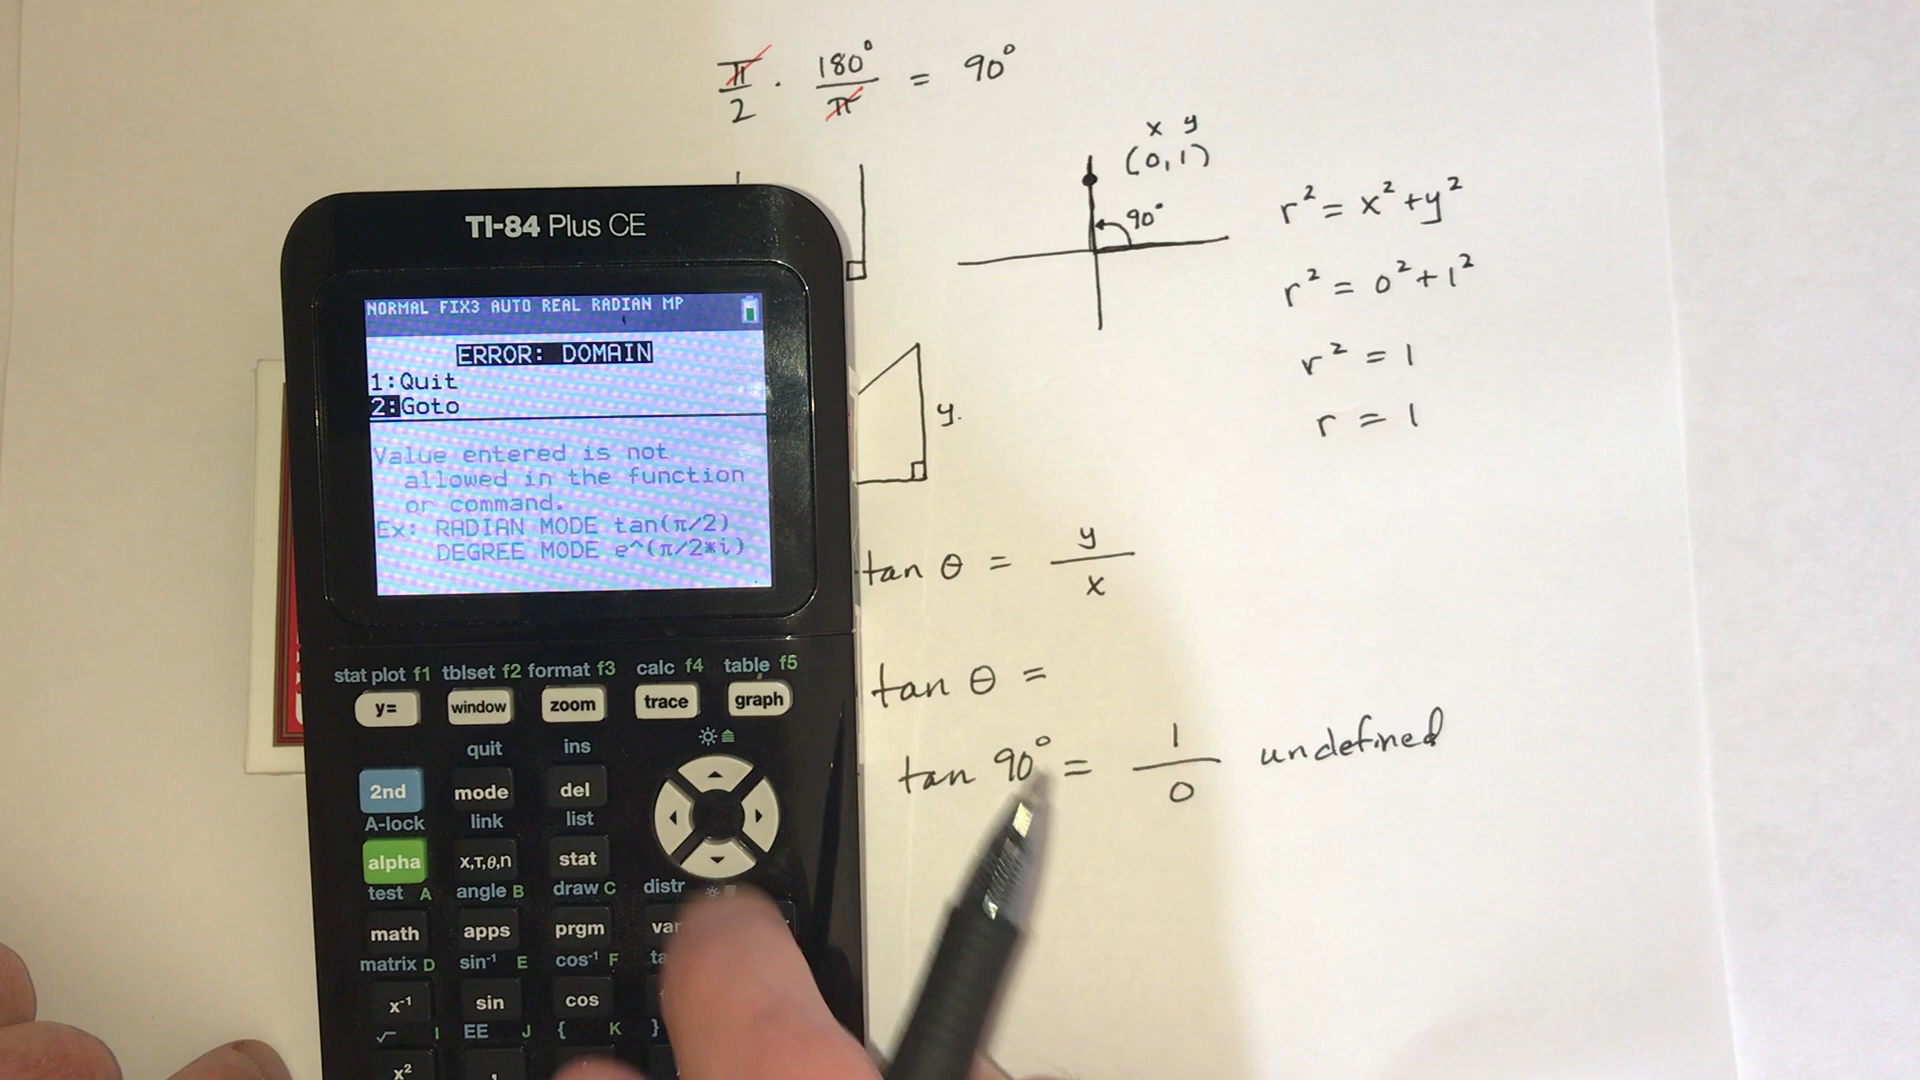 π/2 · 180°/π = 90°
x y
(0,1)
90°
r² = x² + y²
r² = 0² + 1²
r² = 1
r = 1
y.
tan θ = y/x
tan θ =
tan 90° = 1/0 undefined
TI-84 Plus CE
NORMAL FIX3 AUTO REAL RADIAN MP
ERROR: DOMAIN
1:Quit
2:Goto
Value entered is not
allowed in the function
or command.
Ex: RADIAN MODE tan(π/2)
DEGREE MODE e^(π/2*i)
stat plot f1 tblset f2 format f3 calc f4 table f5
y= window zoom trace graph
quit ins
2nd mode del
A-lock link list
alpha X,T,θ,n stat
test A angle B draw C distr
math apps prgm
matrix D sin⁻¹ E cos⁻¹ F
x⁻¹ sin cos
√ I EE J { K }
x² ,